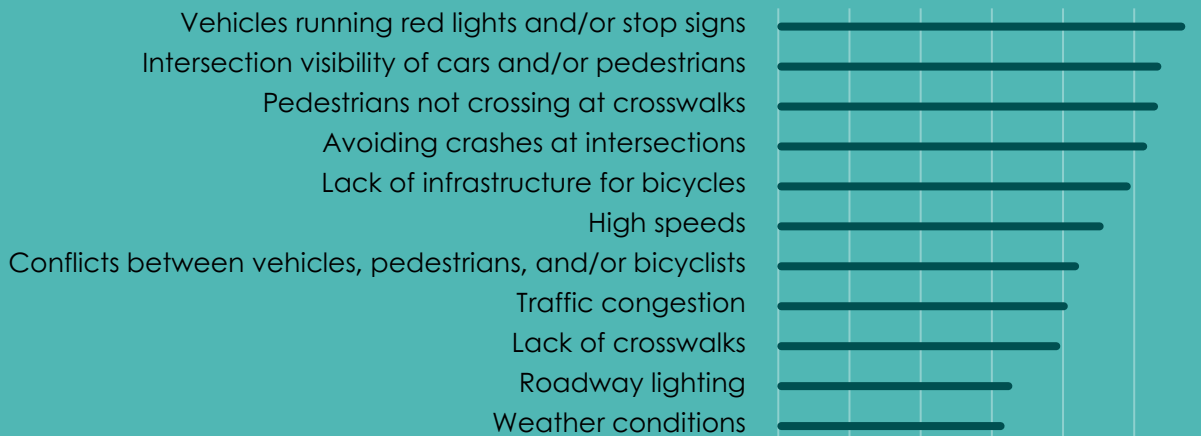 Vehicles running red lights and/or stop signs
Intersection visibility of cars and/or pedestrians
Pedestrians not crossing at crosswalks
Avoiding crashes at intersections
Lack of infrastructure for bicycles
High speeds
Conflicts between vehicles, pedestrians, and/or bicyclists
Traffic congestion
Lack of crosswalks
Roadway lighting
Weather conditions